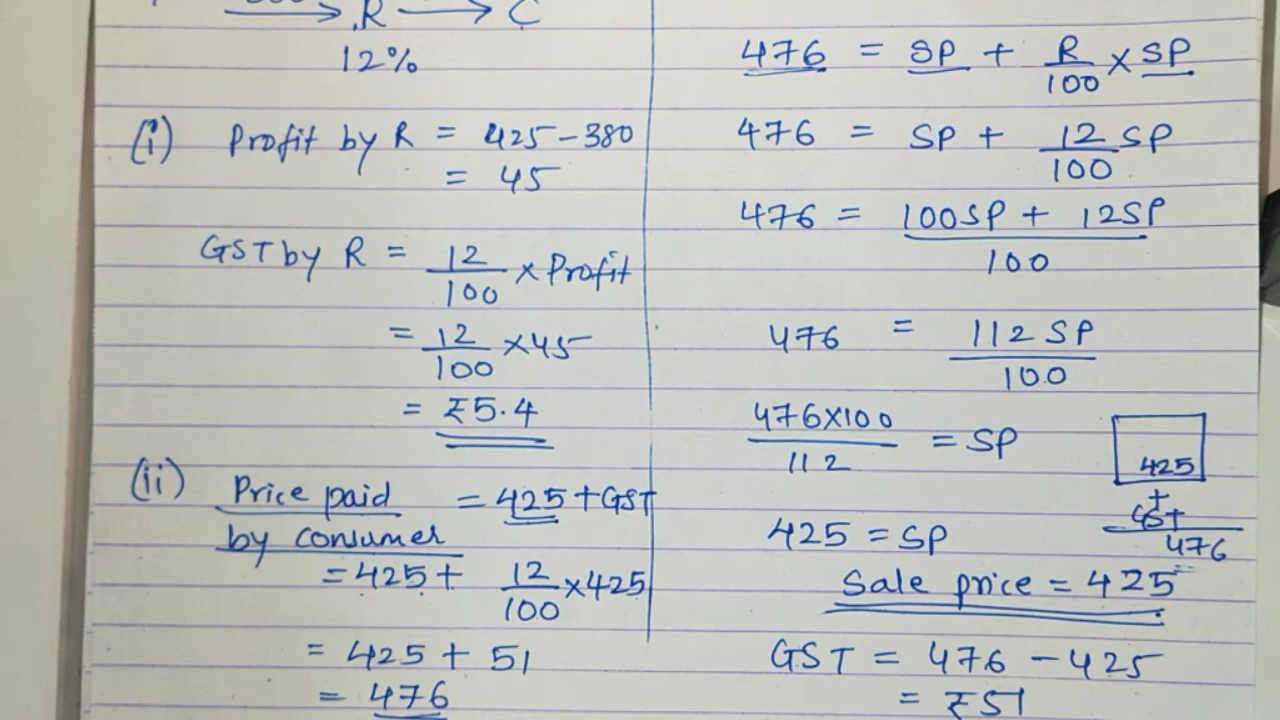 R → C
12%
(i) Profit by R = 425 - 380
= 45
GST by R = 12/100 × Profit
= 12/100 × 45
= ₹5.4
(ii) Price paid by consumer = 425 + GST
= 425 + 12/100 × 425
= 425 + 51
= 476
476 = SP + R/100 × SP
476 = SP + 12/100 SP
476 = 100SP + 12SP / 100
476 = 112 SP / 100
476×100 / 112 = SP
425 = SP
Sale price = 425
GST = 476 - 425
= ₹51
425
+
GST
476